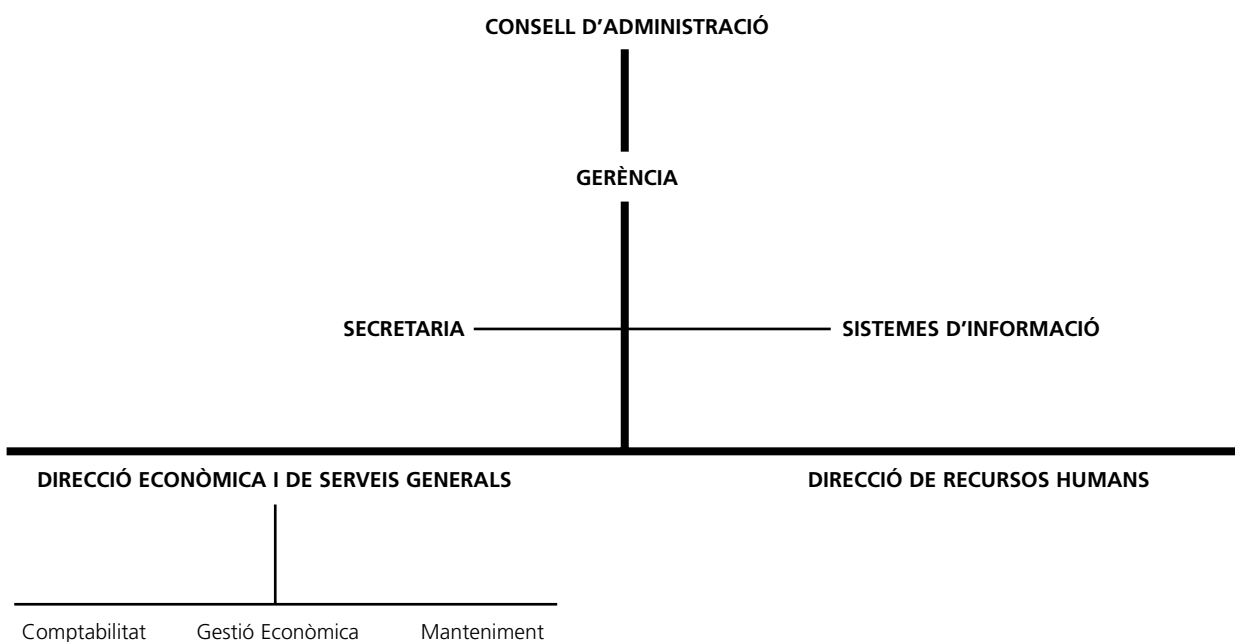 CONSELL D’ADMINISTRACIÓ
GERÈNCIA
SECRETARIA
SISTEMES D’INFORMACIÓ
DIRECCIÓ ECONÒMICA I DE SERVEIS GENERALS
DIRECCIÓ DE RECURSOS HUMANS
Comptabilitat
Gestió Econòmica
Manteniment